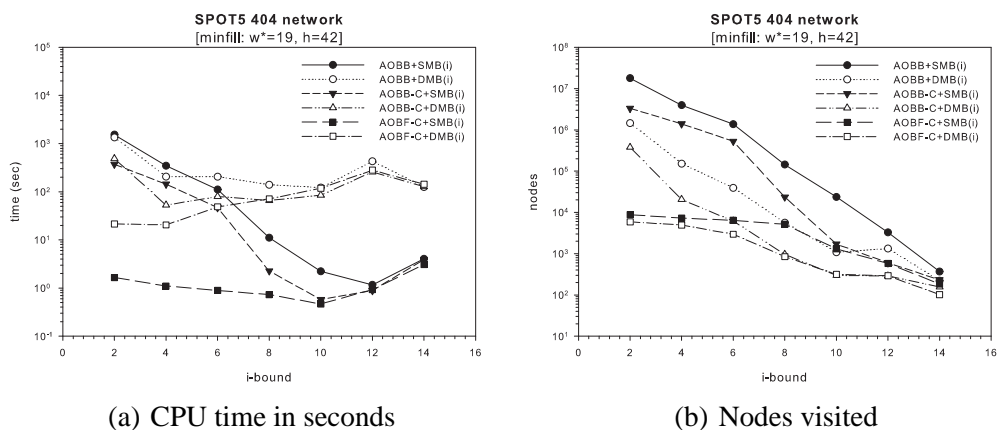 SPOT5 404 network
[minfill: w*=19, h=42]
10^5
10^4
10^3
10^2
10^1
10^0
10^-1
time (sec)
0 2 4 6 8 10 12 14 16
i-bound
AOBB+SMB(i)
AOBB+DMB(i)
AOBB-C+SMB(i)
AOBB-C+DMB(i)
AOBF-C+SMB(i)
AOBF-C+DMB(i)
(a) CPU time in seconds
SPOT5 404 network
[minfill: w*=19, h=42]
10^8
10^7
10^6
10^5
10^4
10^3
10^2
10^1
nodes
0 2 4 6 8 10 12 14 16
i-bound
AOBB+SMB(i)
AOBB+DMB(i)
AOBB-C+SMB(i)
AOBB-C+DMB(i)
AOBF-C+SMB(i)
AOBF-C+DMB(i)
(b) Nodes visited